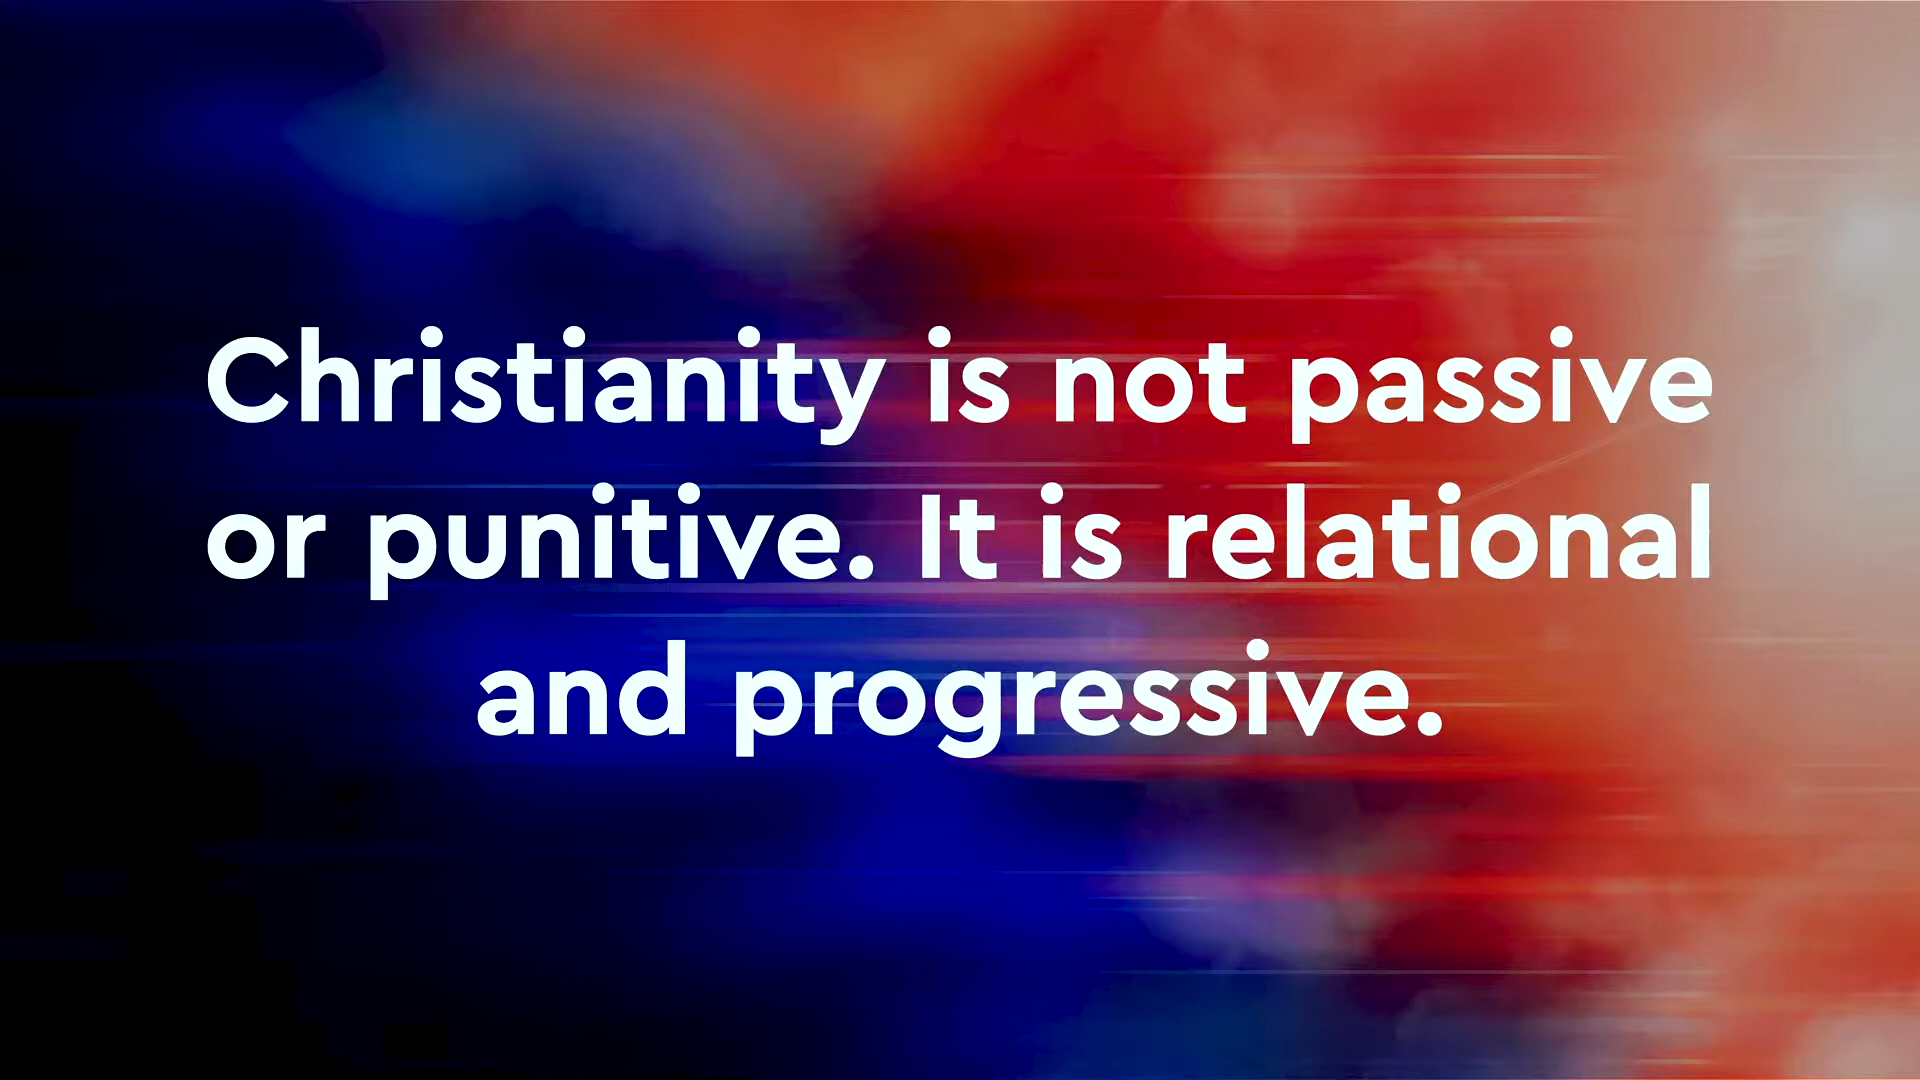 Christianity is not passive
or punitive. It is relational
and progressive.